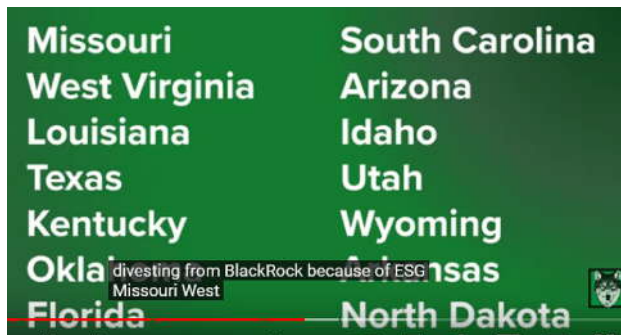 Missouri
West Virginia
Louisiana
Texas
Kentucky
Florida
South Carolina
Arizona
Idaho
Utah
Wyoming
North Dakota
divesting from BlackRock because of ESG
Missouri West